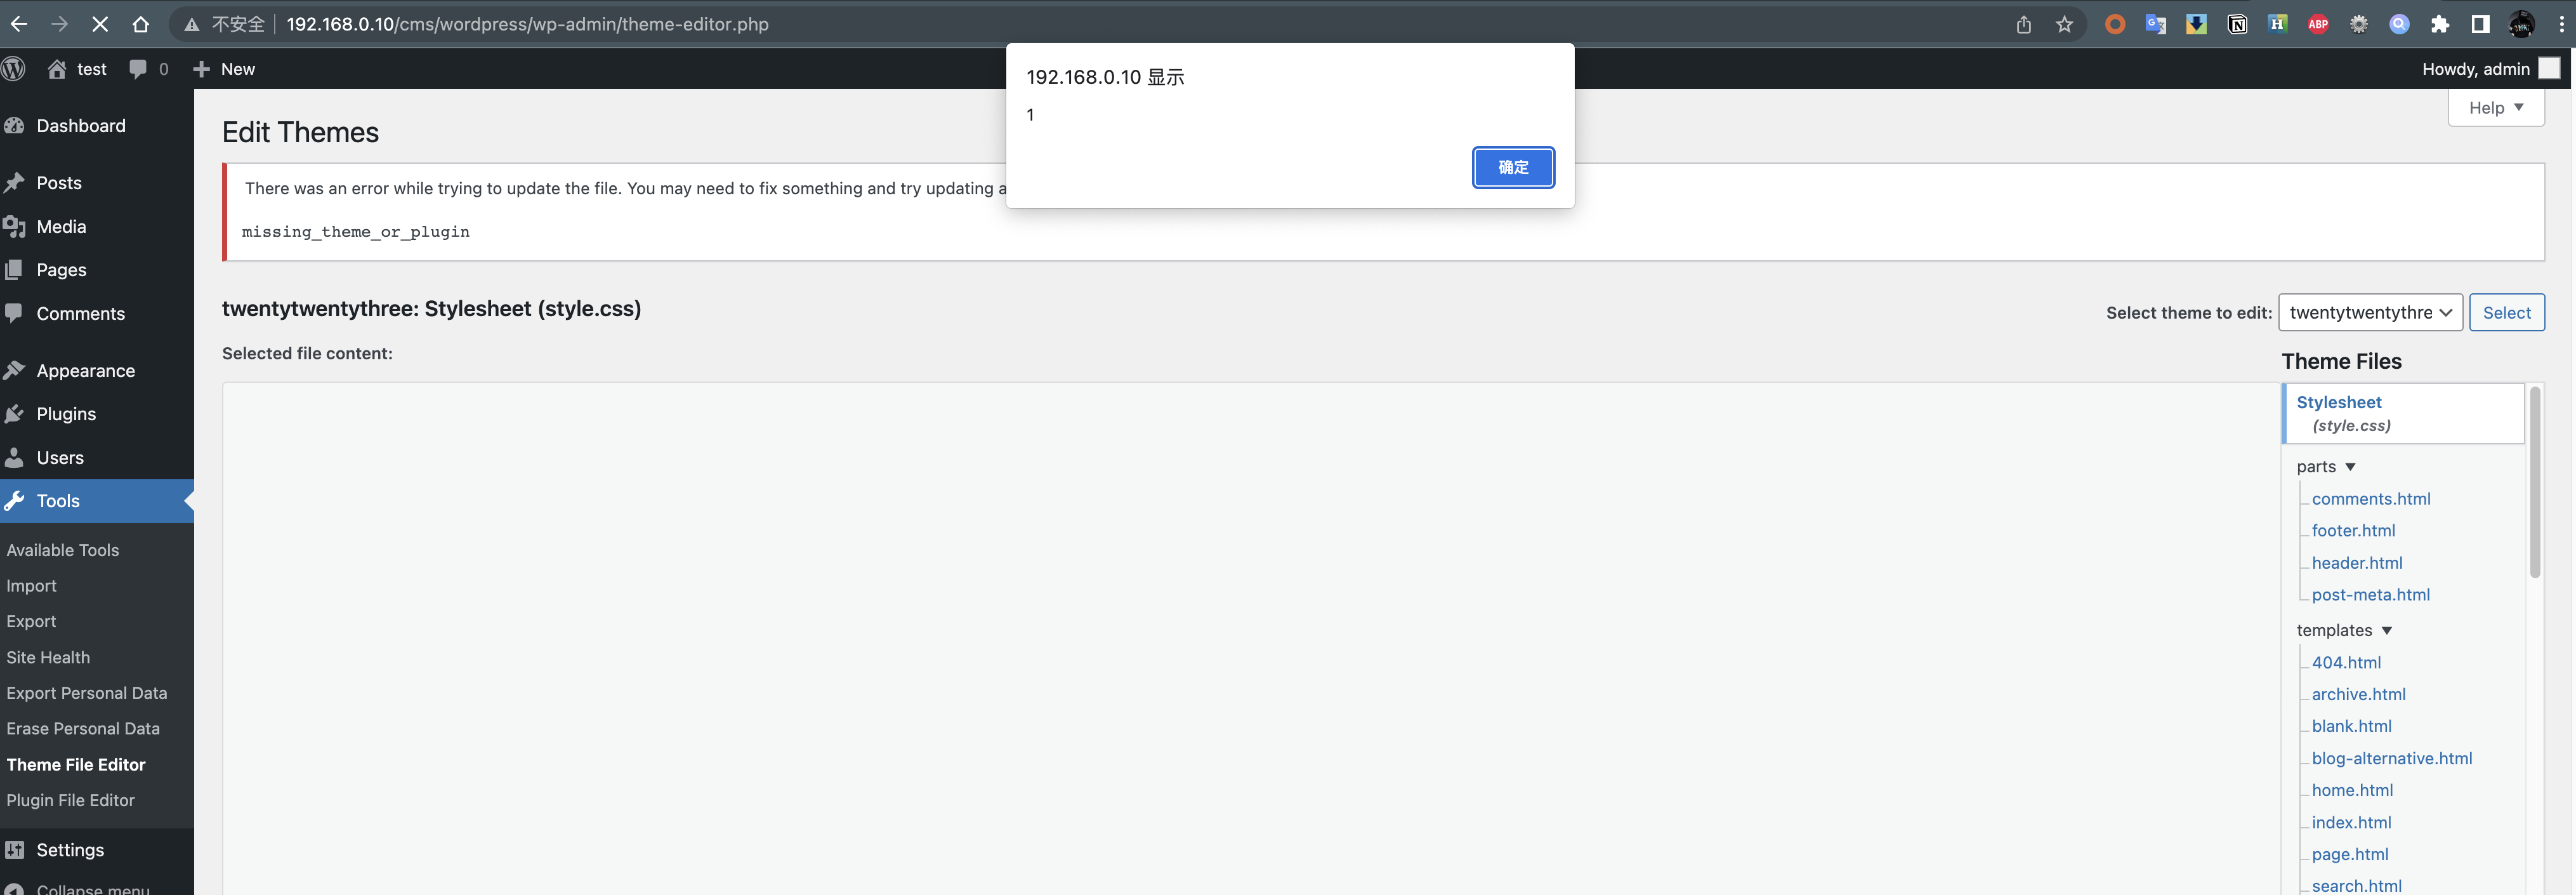 不安全 192.168.0.10/cms/wordpress/wp-admin/theme-editor.php
ABP
test 0 New
Howdy, admin
192.168.0.10 显示
1
确定
Help
Dashboard
Posts
Media
Pages
Comments
Appearance
Plugins
Users
Tools
Available Tools
Import
Export
Site Health
Export Personal Data
Erase Personal Data
Theme File Editor
Plugin File Editor
Settings
Collapse menu
Edit Themes
There was an error while trying to update the file. You may need to fix something and try updating a
missing_theme_or_plugin
twentytwentythree: Stylesheet (style.css)
Select theme to edit: twentytwentythre Select
Selected file content:
Theme Files
Stylesheet
(style.css)
parts
comments.html
footer.html
header.html
post-meta.html
templates
404.html
archive.html
blank.html
blog-alternative.html
home.html
index.html
page.html
search.html